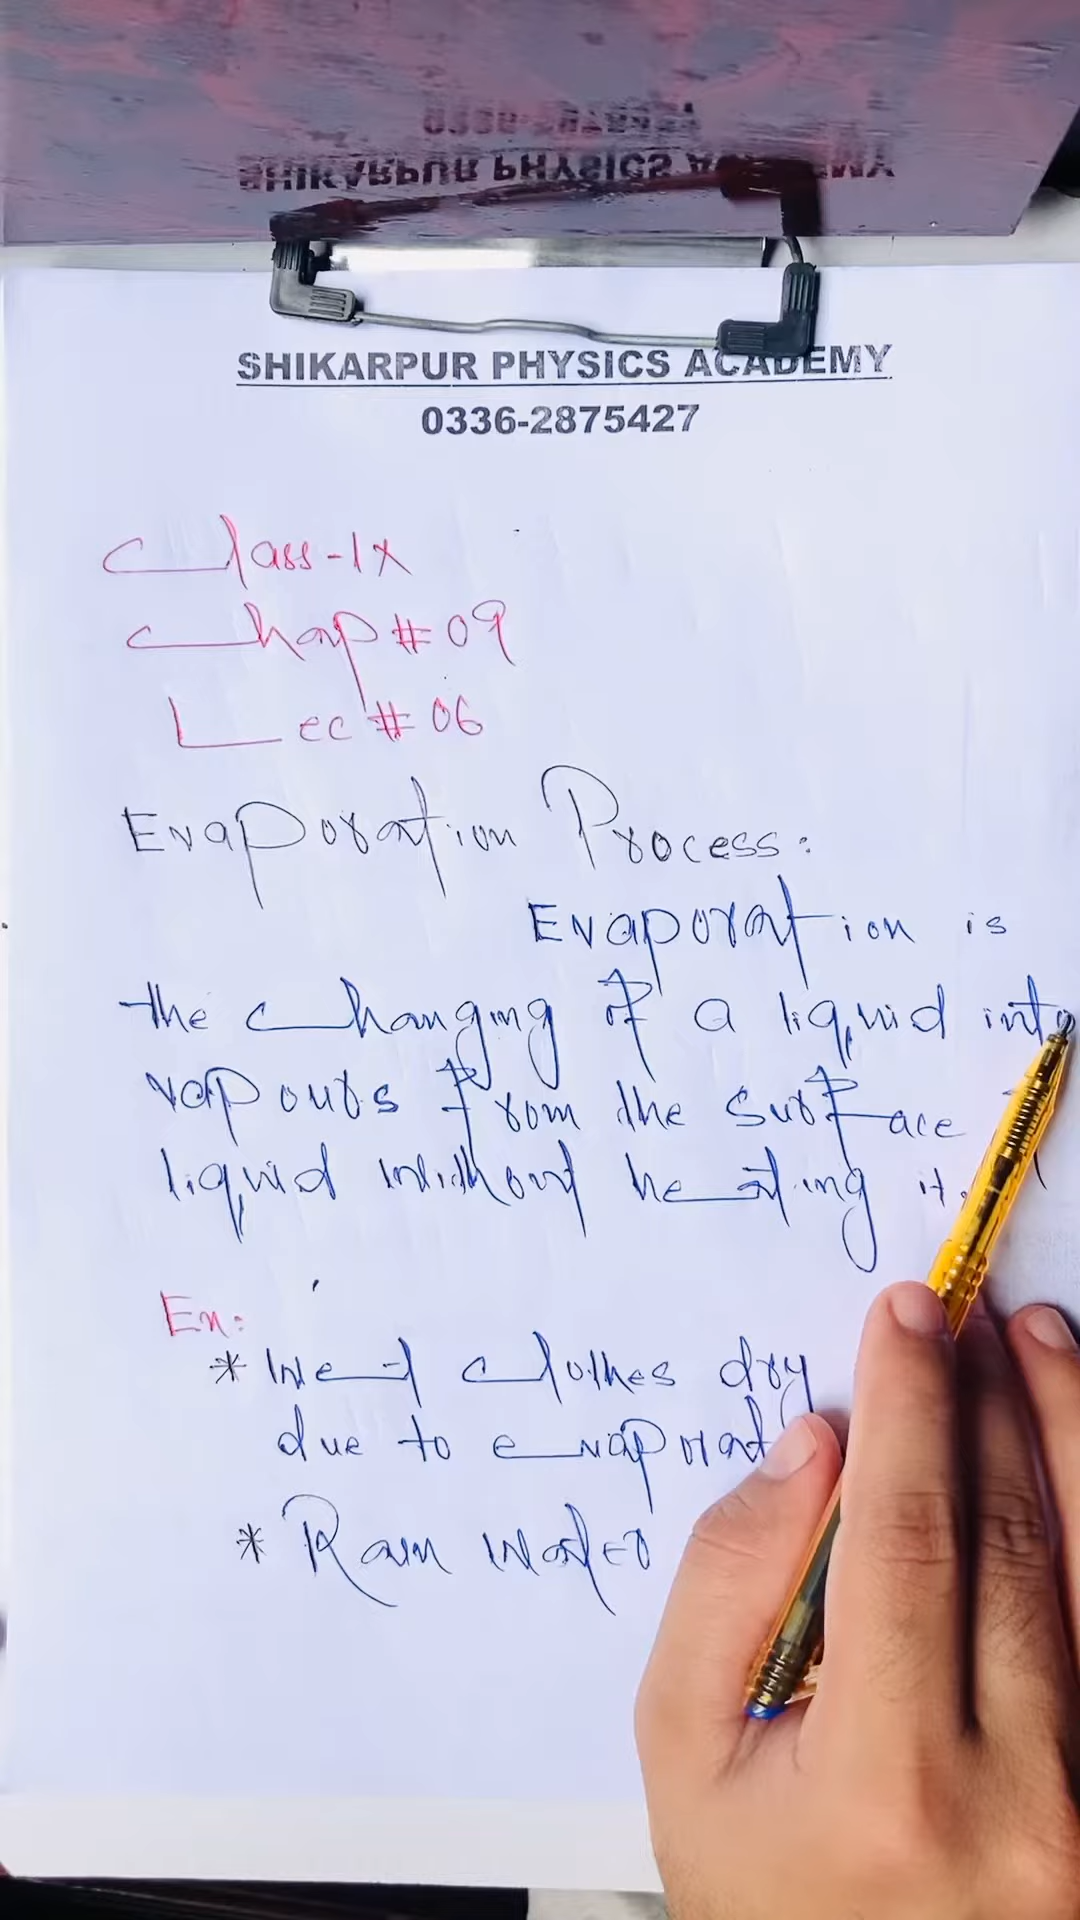 SHIKARPUR PHYSICS ACADEMY
0336-2875427
Class-IX
Chap # 09
Lec # 06
Evaporation Process:
Evaporation is
the changing of a liquid into
vapours from the surface
liquid without heating it.
Ex:
* Wet clothes dry
due to evaporat
* Rain water